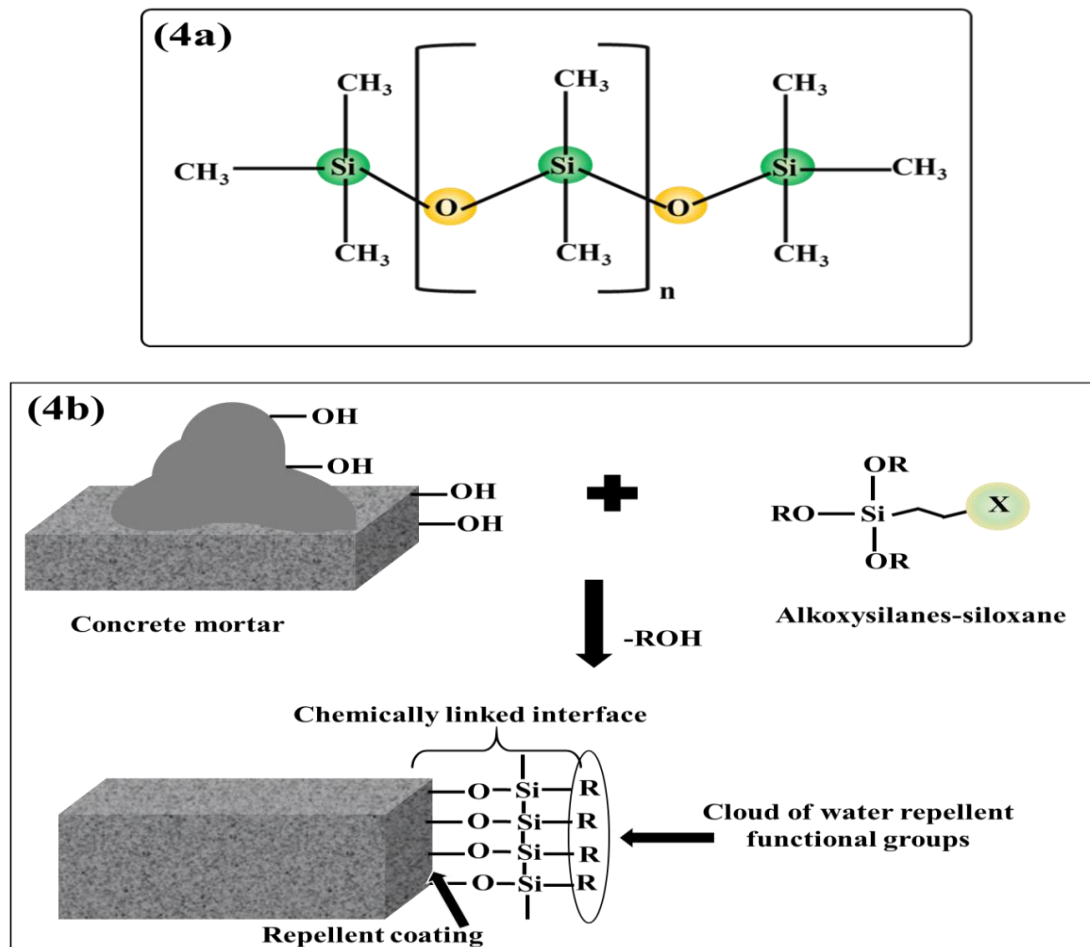 (4a)
CH₃ CH₃ CH₃
CH₃ Si Si Si CH₃
O O
CH₃ CH₃ CH₃
n
(4b)
OH
OH
OH
OH
OR
RO Si X
OR
Concrete mortar
Alkoxysilanes-siloxane
-ROH
Chemically linked interface
O Si R
O Si R
O Si R
O Si R
Cloud of water repellent
functional groups
Repellent coating